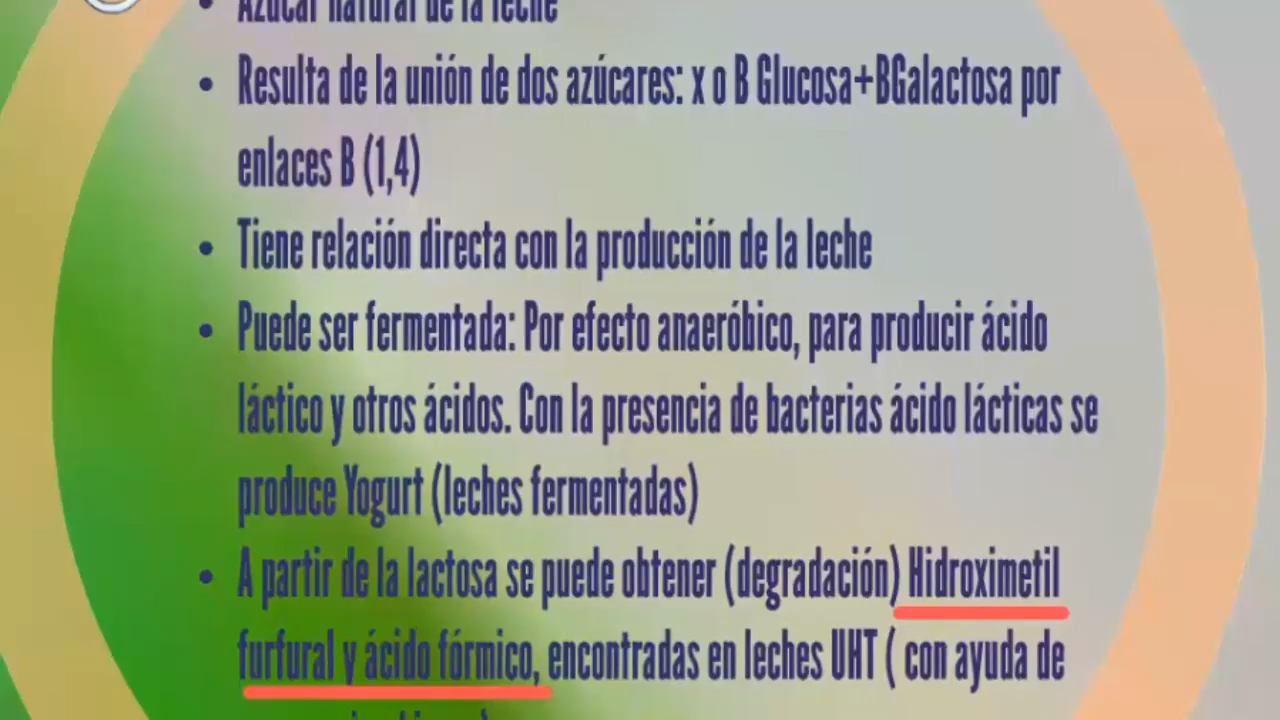 Azúcar natural de la leche
Resulta de la unión de dos azúcares: x o B Glucosa+BGalactosa por
enlaces B (1,4)
Tiene relación directa con la producción de la leche
Puede ser fermentada: Por efecto anaeróbico, para producir ácido
láctico y otros ácidos. Con la presencia de bacterias ácido lácticas se
produce Yogurt (leches fermentadas)
A partir de la lactosa se puede obtener (degradación) Hidroximetil
furfural y ácido fórmico, encontradas en leches UHT ( con ayuda de